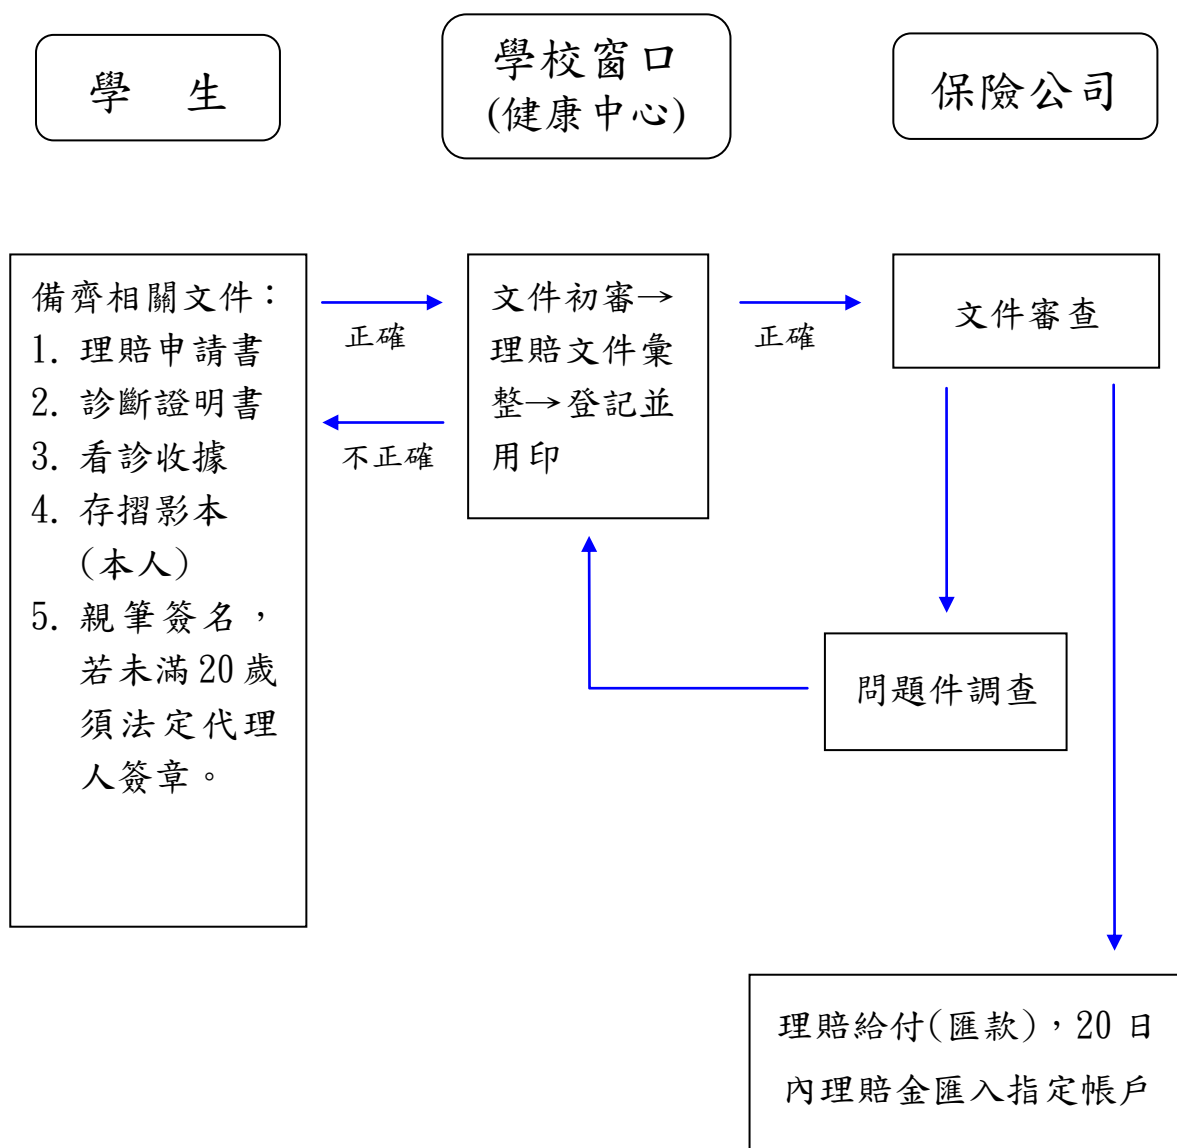 學 生
學校窗口
(健康中心)
保險公司
備齊相關文件：
1. 理賠申請書
2. 診斷證明書
3. 看診收據
4. 存摺影本
(本人)
5. 親筆簽名，
若未滿20歲
須法定代理
人簽章。
正確
不正確
文件初審→
理賠文件彙
整→登記並
用印
正確
文件審查
問題件調查
理賠給付(匯款)，20 日
內理賠金匯入指定帳戶